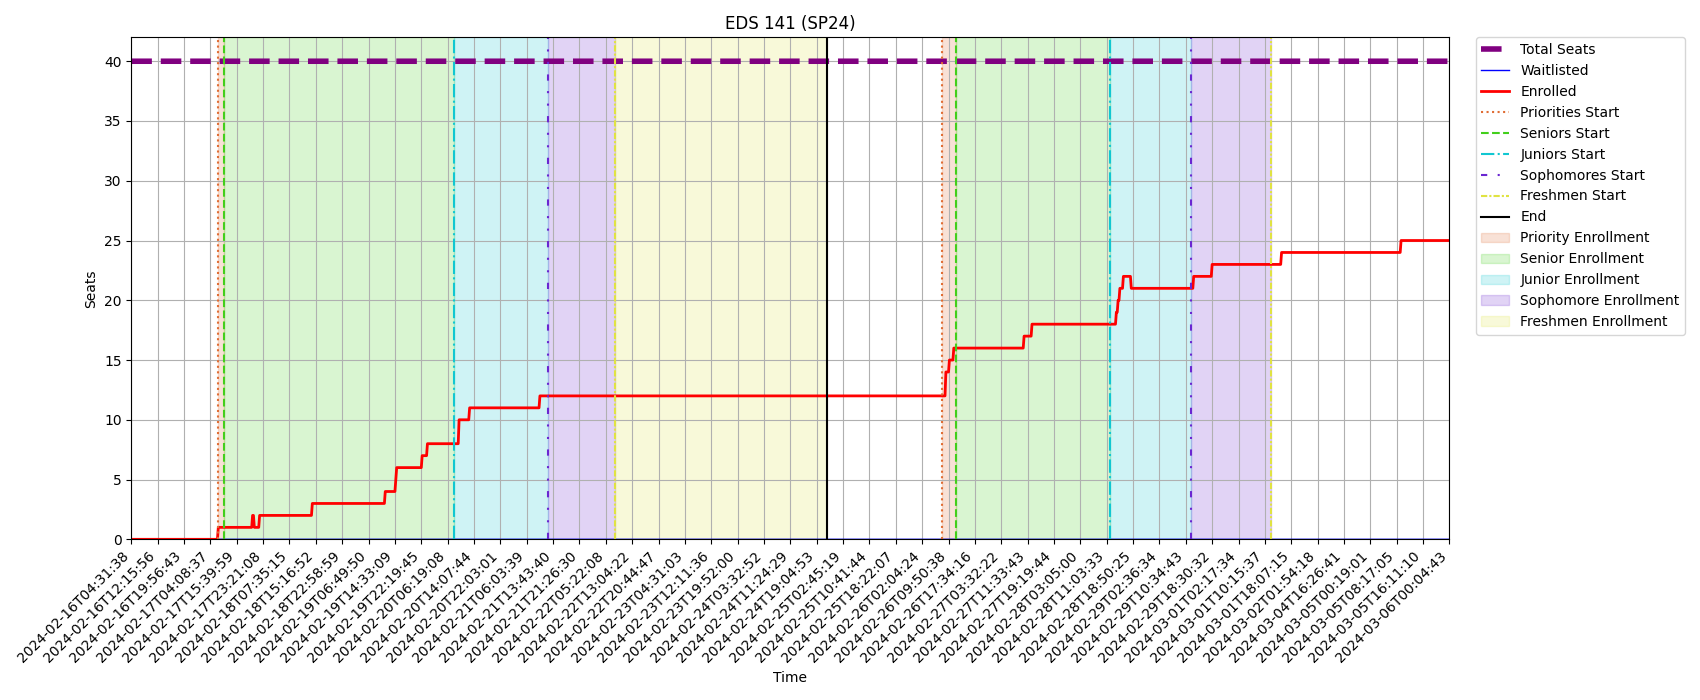 EDS 141 (SP24)
Seats
40
35
30
25
20
15
10
5
0
2024-02-16T04:31:38
2024-02-16T12:15:56
2024-02-16T19:56:43
2024-02-17T04:08:37
2024-02-17T15:39:59
2024-02-17T23:21:08
2024-02-18T07:35:15
2024-02-18T15:16:52
2024-02-18T22:58:59
2024-02-19T06:49:50
2024-02-19T14:33:09
2024-02-19T22:19:45
2024-02-20T06:19:08
2024-02-20T14:07:44
2024-02-20T22:03:01
2024-02-21T06:03:39
2024-02-21T13:43:40
2024-02-21T21:26:30
2024-02-22T05:22:08
2024-02-22T13:04:22
2024-02-22T20:44:47
2024-02-23T04:31:03
2024-02-23T12:11:36
2024-02-23T19:52:00
2024-02-24T03:32:52
2024-02-24T11:24:29
2024-02-24T19:04:53
2024-02-25T02:45:19
2024-02-25T10:41:44
2024-02-25T18:22:07
2024-02-26T02:04:24
2024-02-26T09:50:38
2024-02-26T17:34:16
2024-02-27T03:32:22
2024-02-27T11:33:43
2024-02-27T19:19:44
2024-02-28T03:05:00
2024-02-28T11:03:33
2024-02-28T18:50:25
2024-02-29T02:36:34
2024-02-29T10:34:43
2024-02-29T18:30:32
2024-03-01T02:17:34
2024-03-01T10:15:37
2024-03-01T18:07:15
2024-03-02T01:54:18
2024-03-04T16:26:41
2024-03-05T00:19:01
2024-03-05T08:17:05
2024-03-05T16:11:10
2024-03-06T00:04:43
Time
Total Seats
Waitlisted
Enrolled
Priorities Start
Seniors Start
Juniors Start
Sophomores Start
Freshmen Start
End
Priority Enrollment
Senior Enrollment
Junior Enrollment
Sophomore Enrollment
Freshmen Enrollment